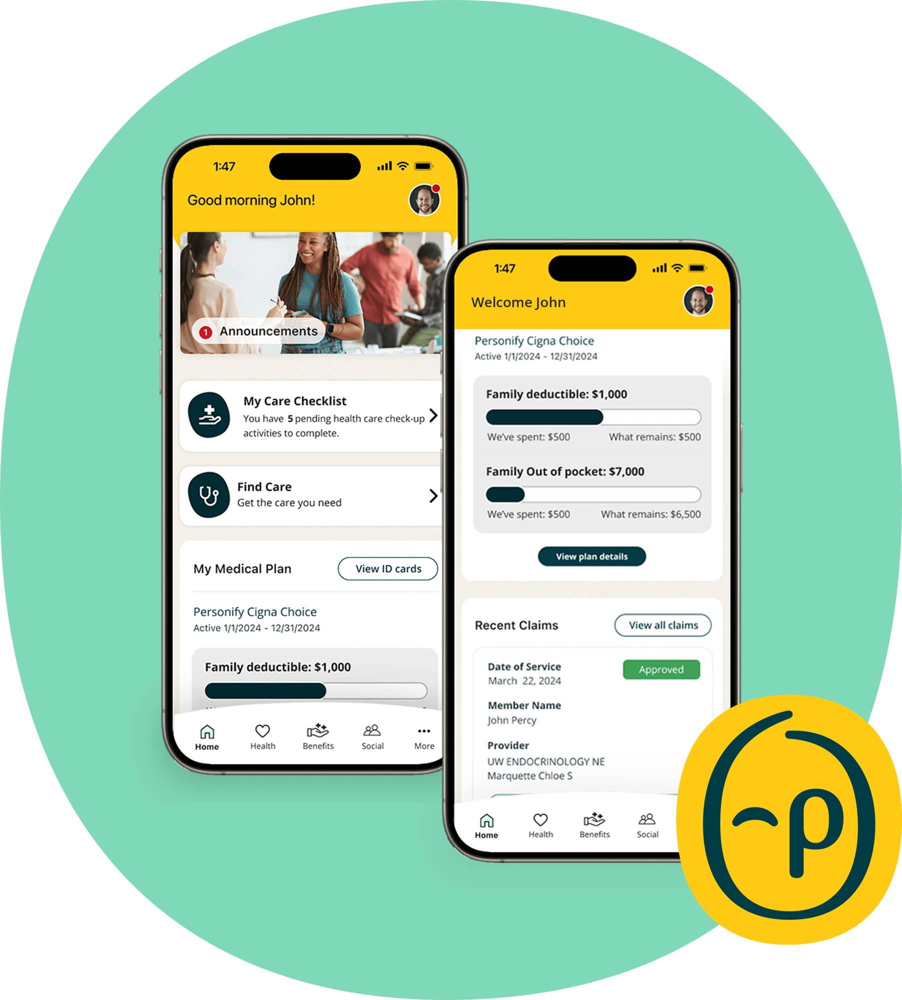 1:47
Good morning John!
1 Announcements
My Care Checklist
You have 5 pending health care check-up
activities to complete.
Find Care
Get the care you need
My Medical Plan
View ID cards
Personify Cigna Choice
Active 1/1/2024 - 12/31/2024
Family deductible: $1,000
Home
Health
Benefits
Social
More
1:47
Welcome John
Personify Cigna Choice
Active 1/1/2024 - 12/31/2024
Family deductible: $1,000
We've spent: $500
What remains: $500
Family Out of pocket: $7,000
We've spent: $500
What remains: $6,500
View plan details
Recent Claims
View all claims
Date of Service
Approved
March 22, 2024
Member Name
John Percy
Provider
UW ENDOCRINOLOGY NE
Marquette Chloe S
Home
Health
Benefits
Social
p